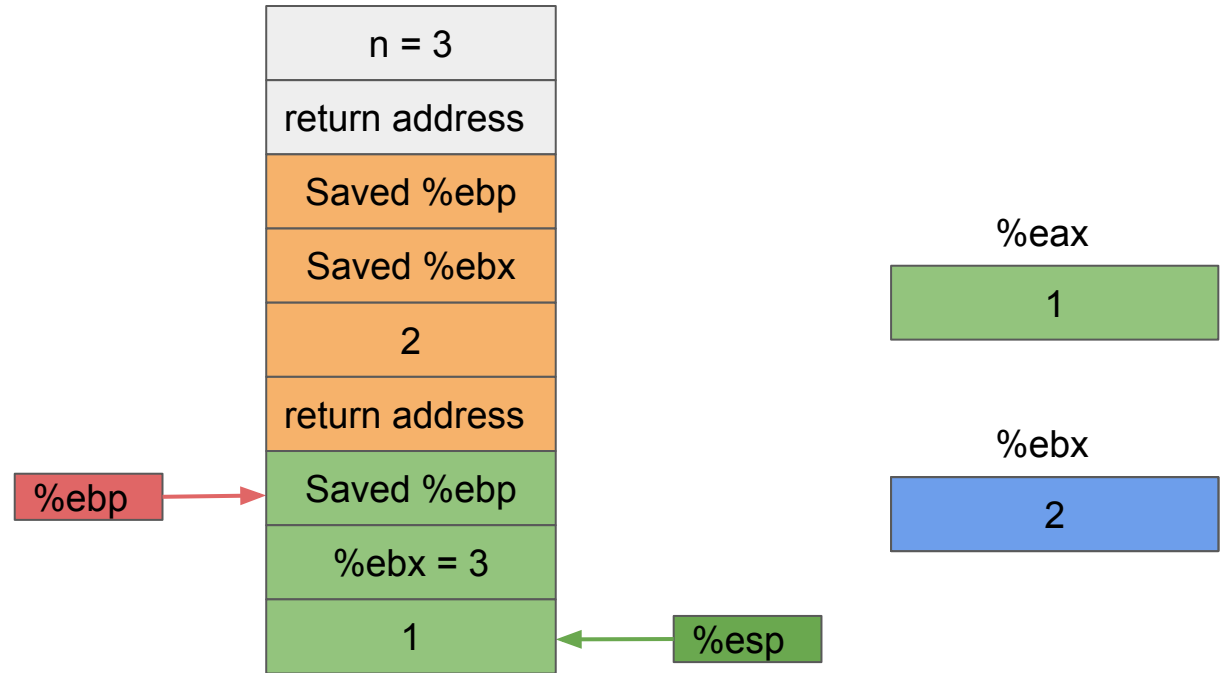 n = 3
return address
Saved %ebp
Saved %ebx
2
return address
Saved %ebp
%ebx = 3
1
%ebp
%esp
%eax
1
%ebx
2